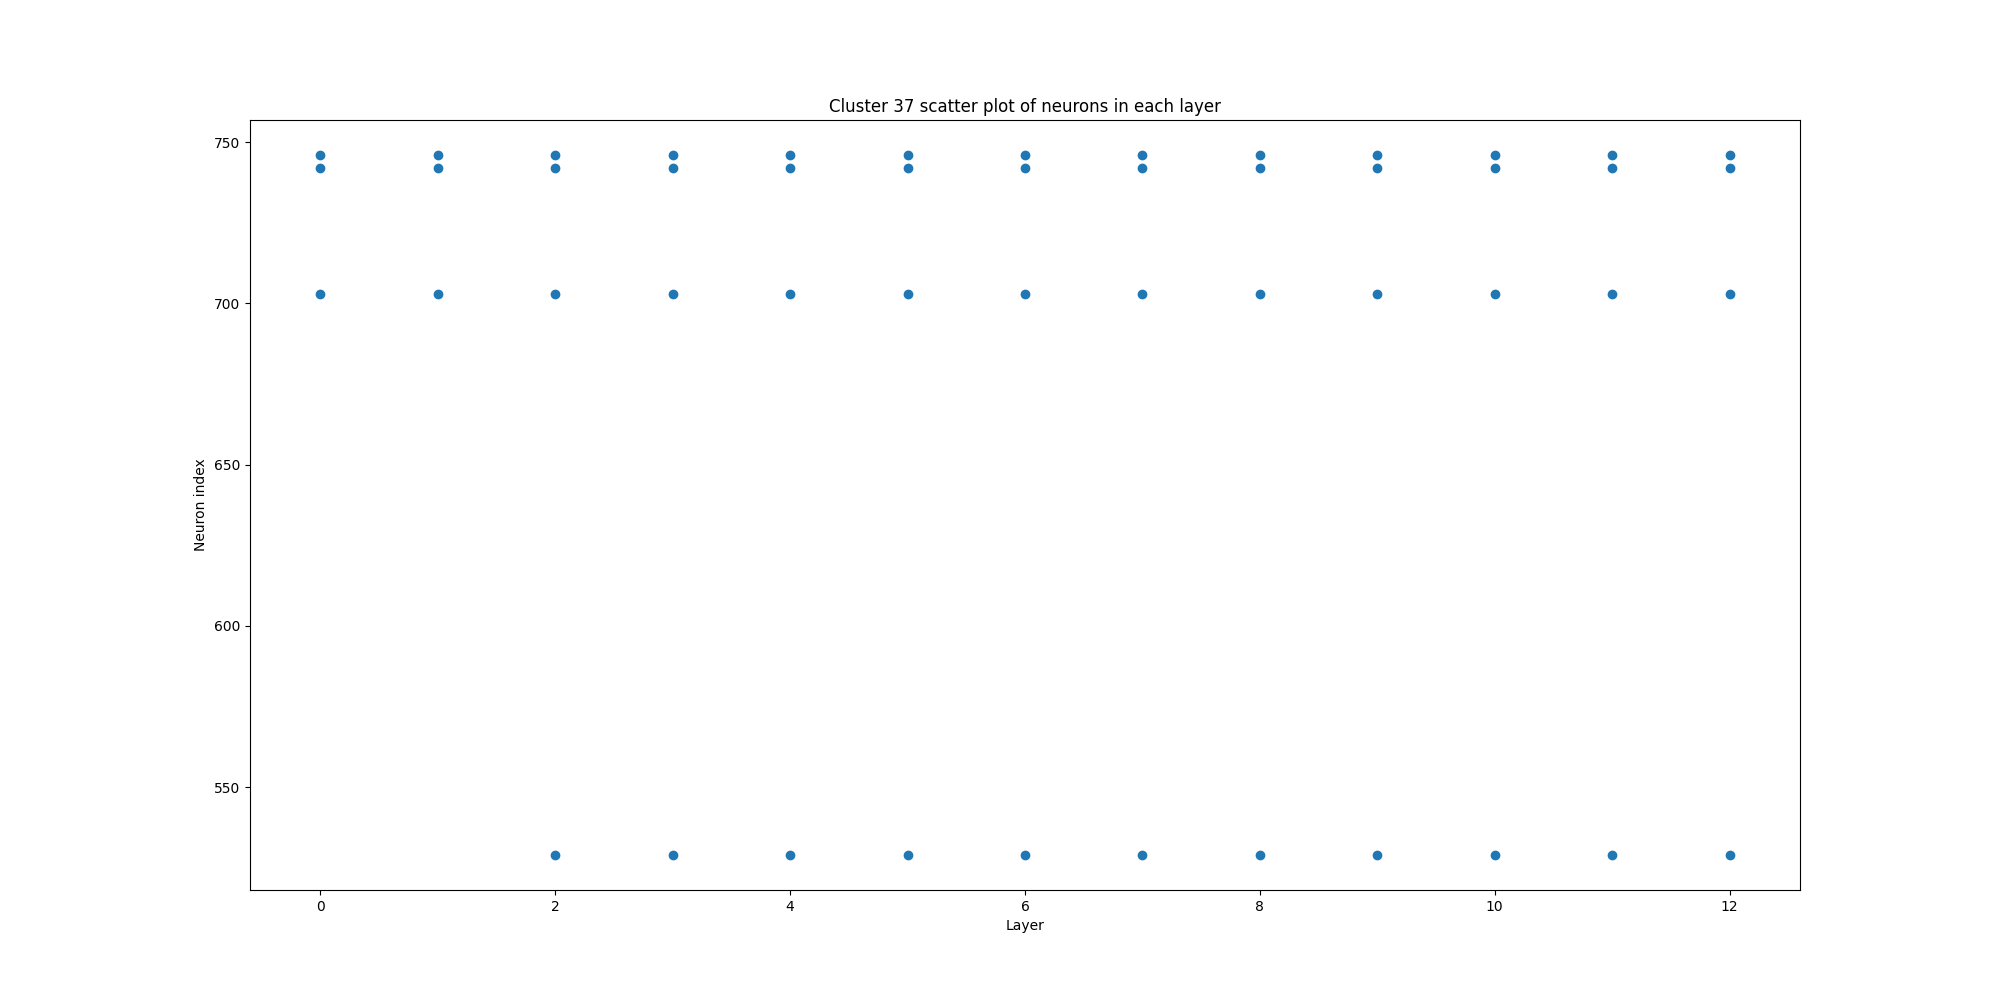 Cluster 37 scatter plot of neurons in each layer
750
700
650
600
550
Neuron index
0 2 4 6 8 10 12
Layer